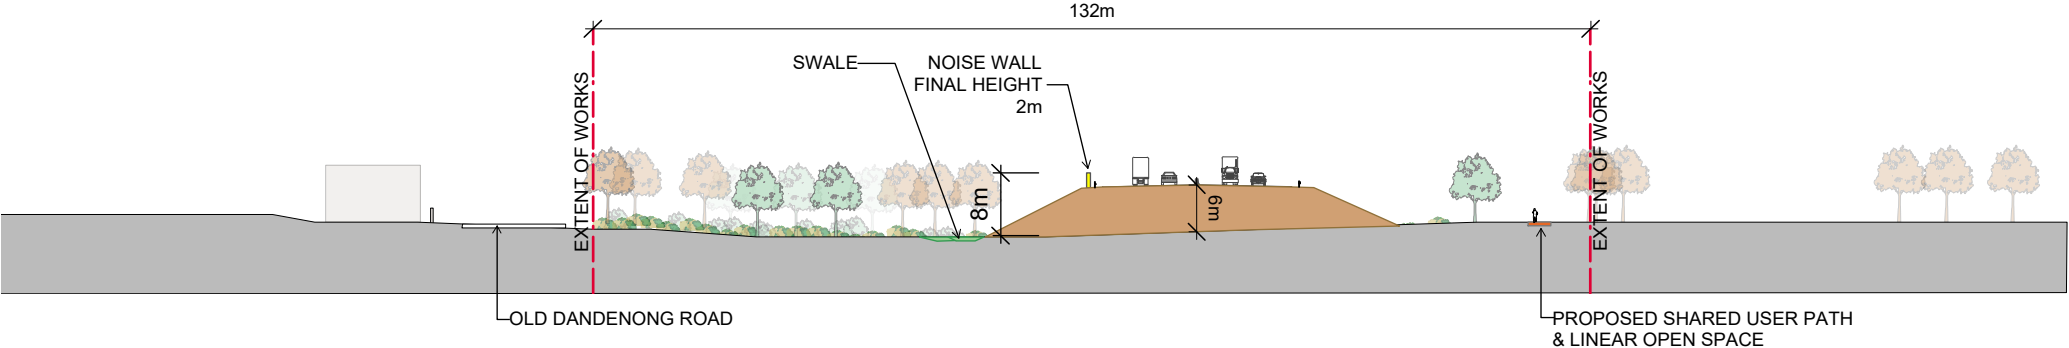 132m
SWALE
NOISE WALL
FINAL HEIGHT
2m
EXTENT OF WORKS
EXTENT OF WORKS
8m
6m
OLD DANDENONG ROAD
PROPOSED SHARED USER PATH
& LINEAR OPEN SPACE